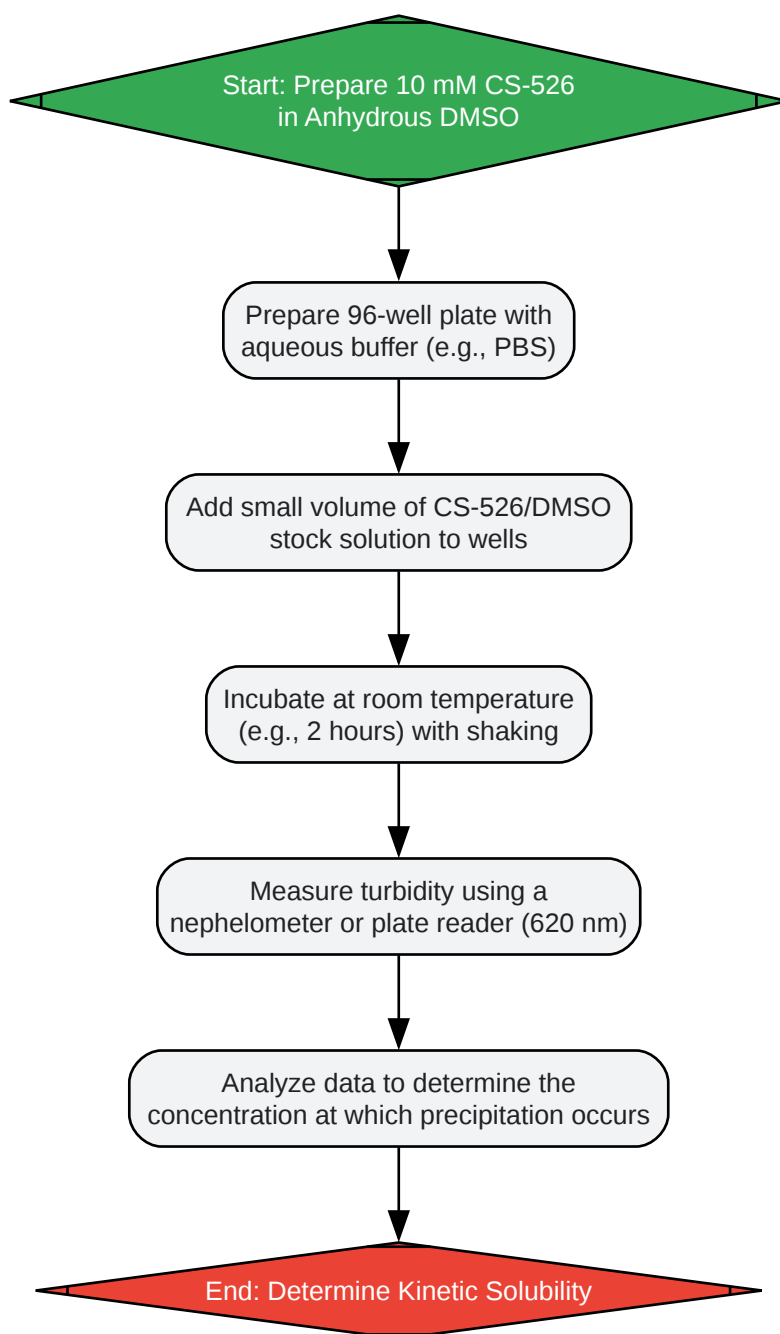 Start: Prepare 10 mM CS-526
in Anhydrous DMSO
Prepare 96-well plate with
aqueous buffer (e.g., PBS)
Add small volume of CS-526/DMSO
stock solution to wells
Incubate at room temperature
(e.g., 2 hours) with shaking
Measure turbidity using a
nephelometer or plate reader (620 nm)
Analyze data to determine the
concentration at which precipitation occurs
End: Determine Kinetic Solubility